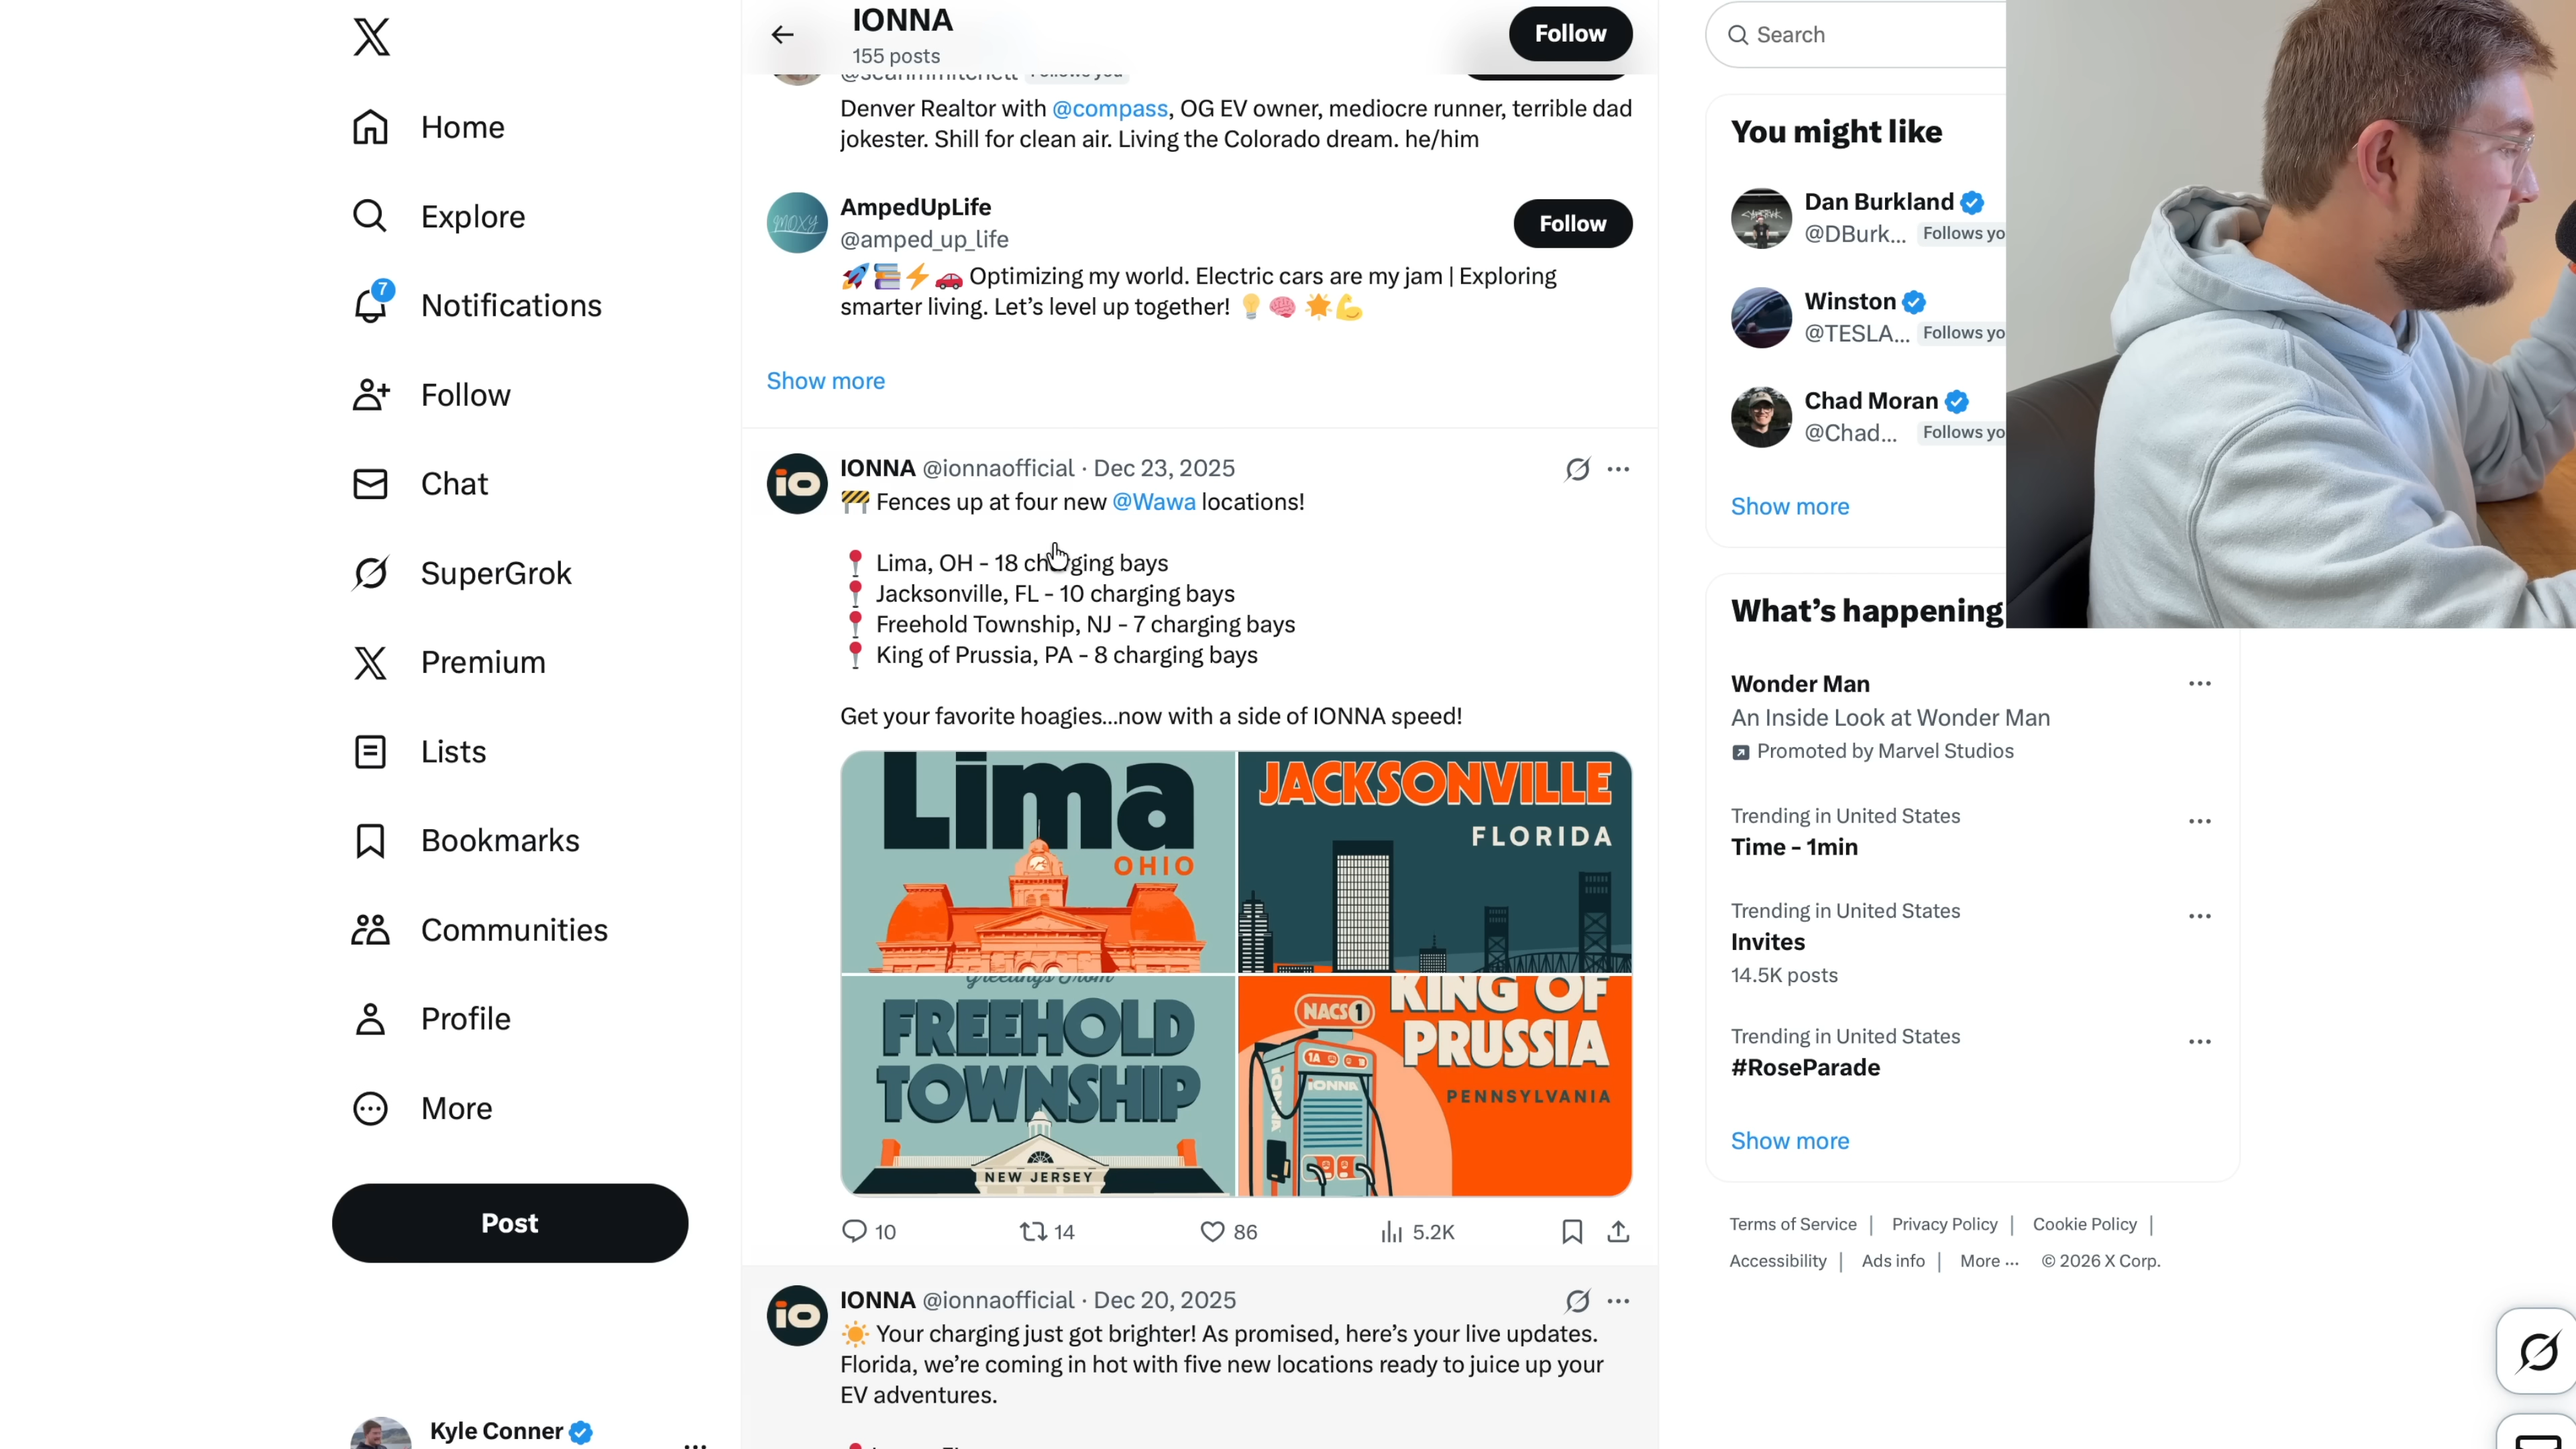 Home
Explore
7
Notifications
Follow
Chat
SuperGrok
Premium
Lists
Bookmarks
Communities
Profile
More
Post
Kyle Conner
IONNA
155 posts
Follow
@seanmmitchell Follows you
Denver Realtor with @compass, OG EV owner, mediocre runner, terrible dad
jokester. Shill for clean air. Living the Colorado dream. he/him
MOXY
AmpedUpLife
@amped_up_life
Follow
🚀📚⚡🚗 Optimizing my world. Electric cars are my jam | Exploring
smarter living. Let’s level up together! 💡🧠 🌟💪
Show more
io
IONNA @ionnaofficial · Dec 23, 2025
🚧 Fences up at four new @Wawa locations!
📍 Lima, OH - 18 charging bays
📍 Jacksonville, FL - 10 charging bays
📍 Freehold Township, NJ - 7 charging bays
📍 King of Prussia, PA - 8 charging bays
Get your favorite hoagies...now with a side of IONNA speed!
Lima
OHIO
JACKSONVILLE
FLORIDA
Greetings From
FREEHOLD
TOWNSHIP
NEW JERSEY
KING OF
PRUSSIA
PENNSYLVANIA
NACS 1
1A
IONNA
IONNA
10
14
86
5.2K
io
IONNA @ionnaofficial · Dec 20, 2025
☀️ Your charging just got brighter! As promised, here’s your live updates.
Florida, we’re coming in hot with five new locations ready to juice up your
EV adventures.
Search
You might like
Dan Burkland
@DBurk... Follows yo
Winston
@TESLA... Follows yo
Chad Moran
@Chad... Follows yo
Show more
What’s happening
Wonder Man
An Inside Look at Wonder Man
Promoted by Marvel Studios
Trending in United States
Time - 1min
Trending in United States
Invites
14.5K posts
Trending in United States
#RoseParade
Show more
Terms of Service | Privacy Policy | Cookie Policy |
Accessibility | Ads info | More ... © 2026 X Corp.